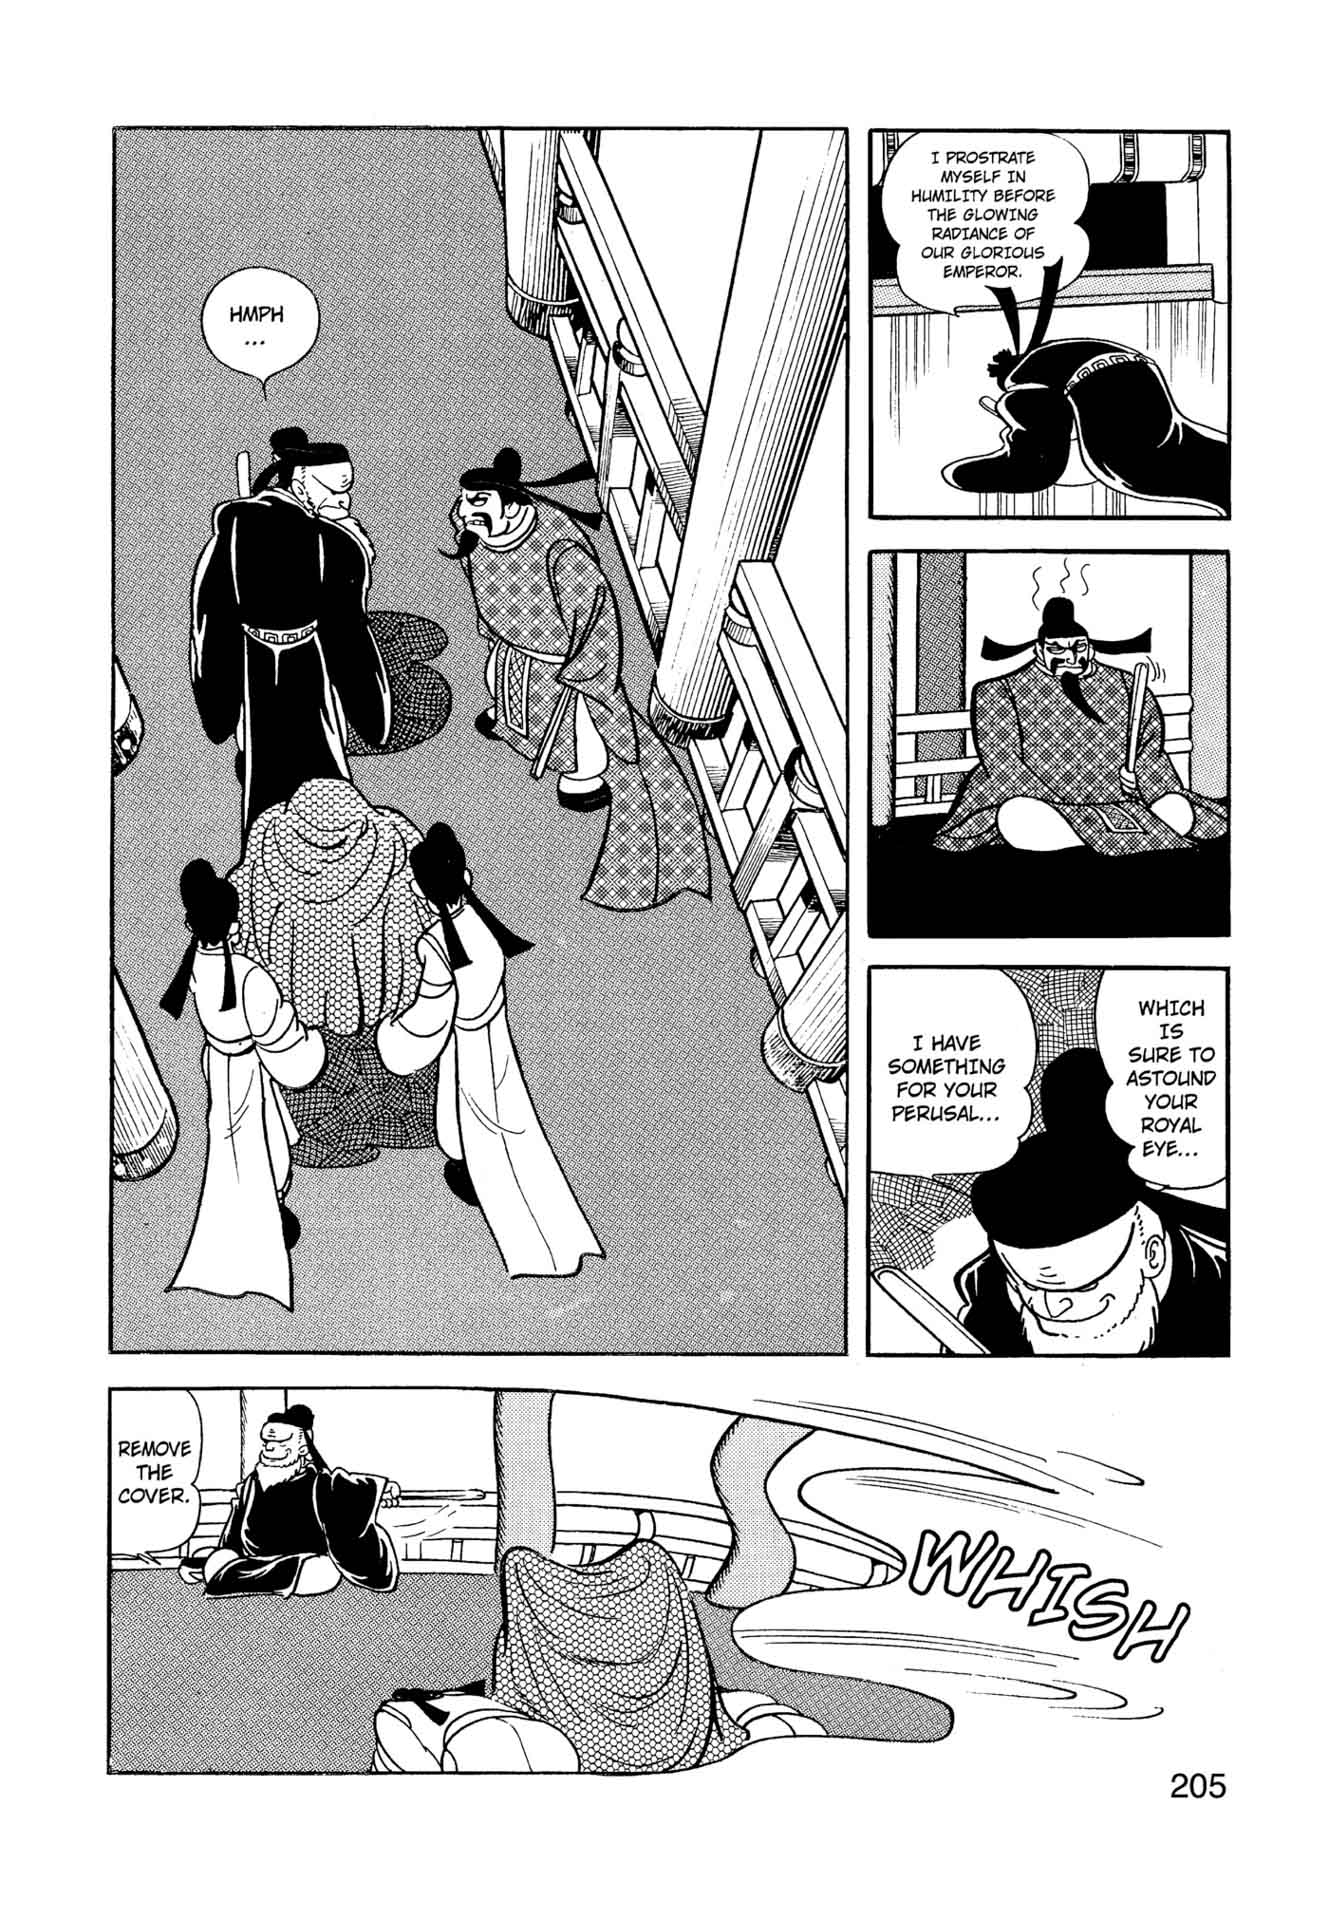 HMPH
...
I PROSTRATE
MYSELF IN
HUMILITY BEFORE
THE GLOWING
RADIANCE OF
OUR GLORIOUS
EMPEROR.
I HAVE
SOMETHING
FOR YOUR
PERUSAL...
WHICH
IS
SURE TO
ASTOUND
YOUR
ROYAL
EYE...
REMOVE
THE
COVER.
WHISH
205